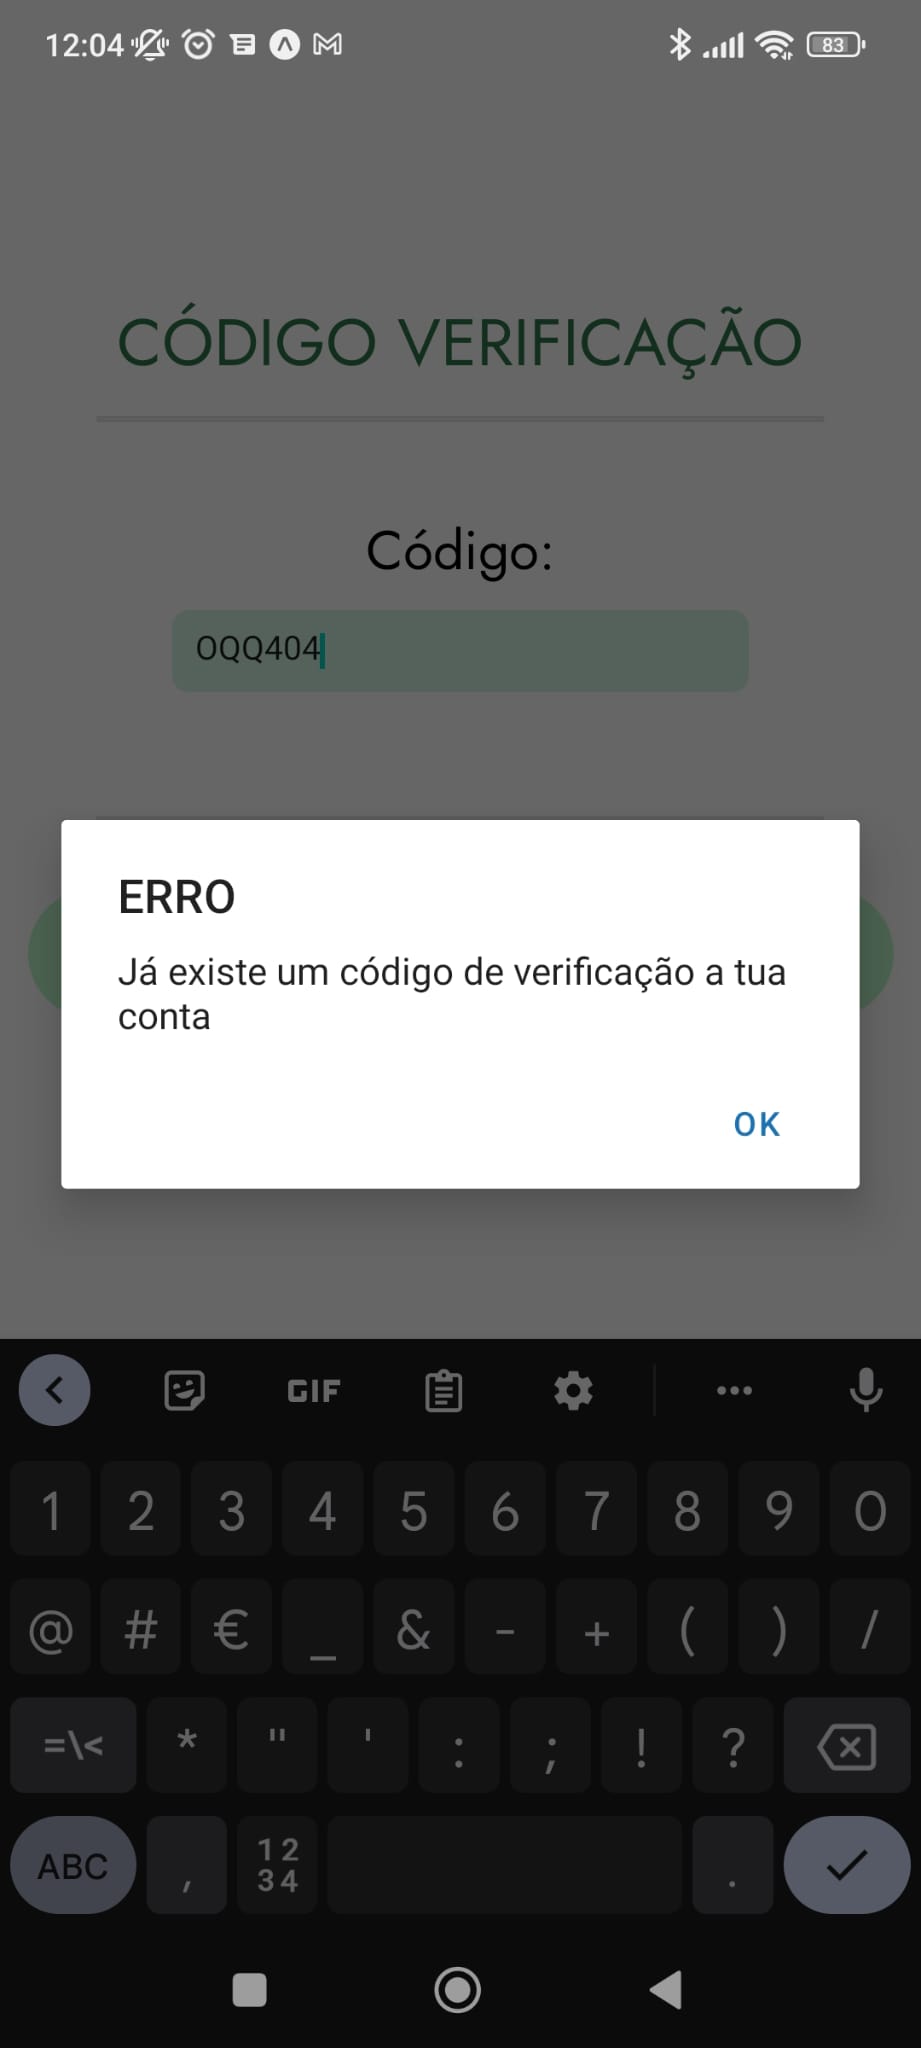 12:04
83
CÓDIGO VERIFICAÇÃO
Código:
OQQ404
ERRO
Já existe um código de verificação a tua
conta
OK
GIF
1 2 3 4 5 6 7 8 9 0
@ # € _ & - + ( ) /
=\< * " ' : ; ! ?
ABC , 12 .
34